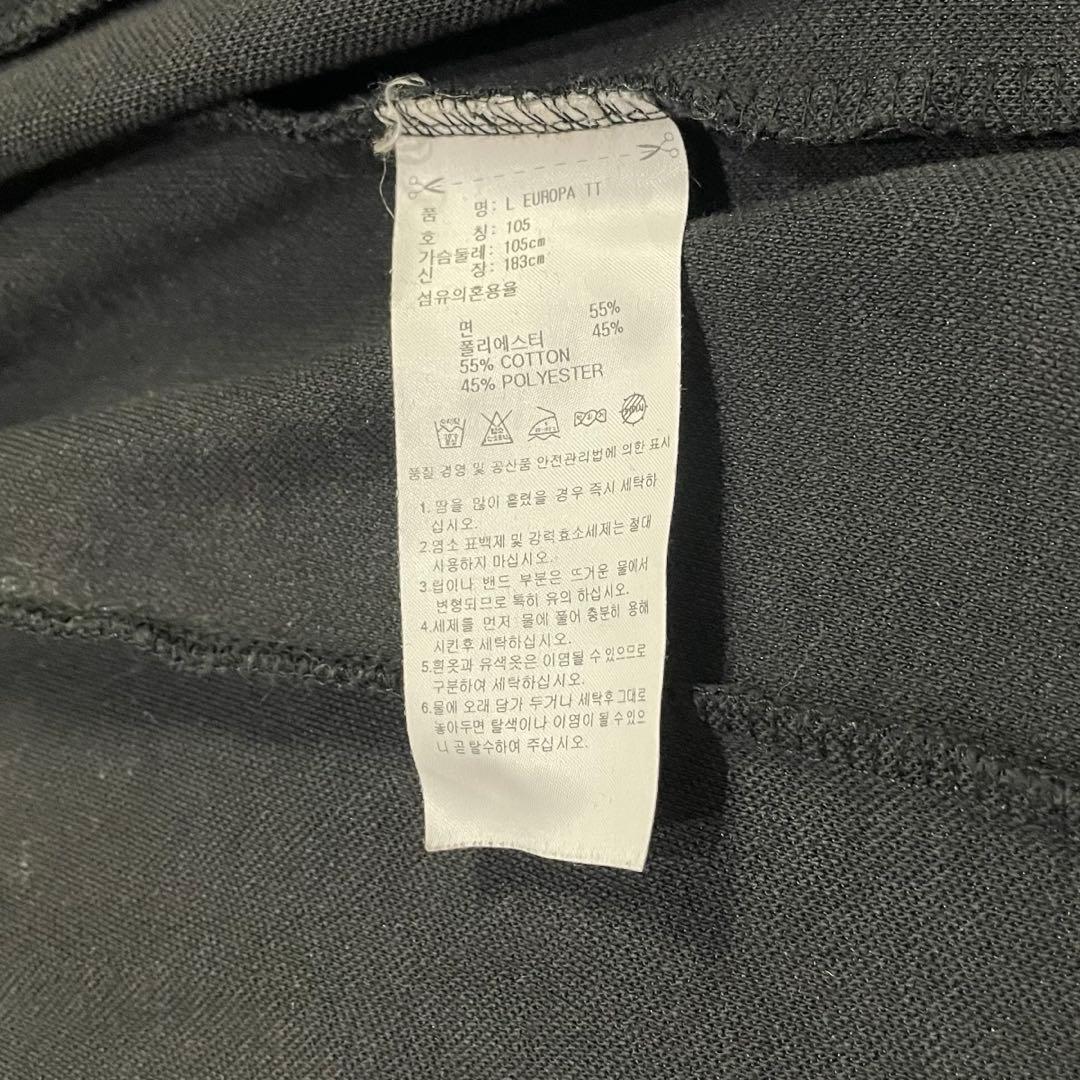 품 명: L EUROPA TT
호 칭: 105
가슴둘레: 105cm
신 장: 183cm
섬유의혼용율
면 55%
폴리에스터 45%
55% COTTON
45% POLYESTER
품질 경영 및 공산품 안전관리법에 의한 표시
1. 땀을 많이 흘렸을 경우 즉시 세탁하
십시오.
2.염소 표백제 및 강력효소세제는 절대
사용하지 마십시오.
3.립이나 밴드 부분은 뜨거운 물에서
변형되므로 특히 유의 하십시오.
4.세제를 먼저 물에 풀어 충분히 용해
시킨후 세탁하십시오.
5.흰옷과 유색옷은 이염될 수 있으므로
구분하여 세탁하십시오.
6.물에 오래 담가 두거나 세탁후 그대로
놓아두면 탈색이나 이염이 될 수 있으
니 곧 탈수하여 주십시오.